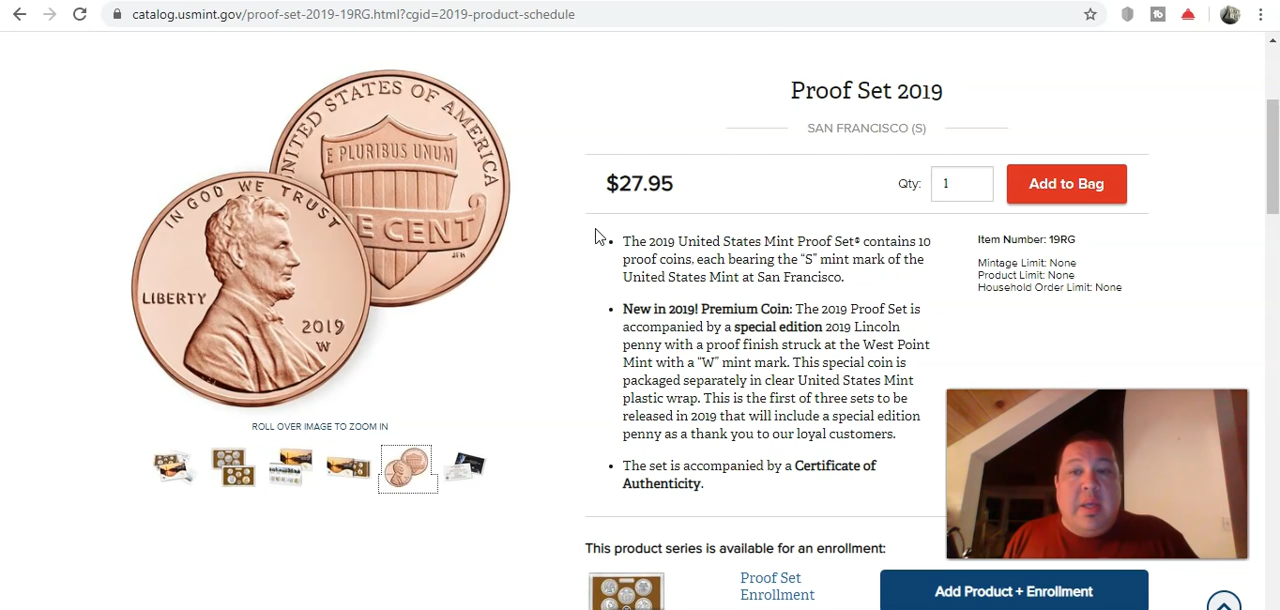 catalog.usmint.gov/proof-set-2019-19RG.html?cgid=2019-product-schedule
UNITED STATES OF AMERICA
E PLURIBUS UNUM
E CENT
JFB
IN GOD WE TRUST
LIBERTY
2019
W
ROLL OVER IMAGE TO ZOOM IN
Proof Set 2019
SAN FRANCISCO (S)
$27.95
Qty:
1
Add to Bag
• The 2019 United States Mint Proof Set® contains 10
proof coins, each bearing the “S” mint mark of the
United States Mint at San Francisco.
• New in 2019! Premium Coin: The 2019 Proof Set is
accompanied by a special edition 2019 Lincoln
penny with a proof finish struck at the West Point
Mint with a “W” mint mark. This special coin is
packaged separately in clear United States Mint
plastic wrap. This is the first of three sets to be
released in 2019 that will include a special edition
penny as a thank you to our loyal customers.
• The set is accompanied by a Certificate of
Authenticity.
Item Number: 19RG
Mintage Limit: None
Product Limit: None
Household Order Limit: None
This product series is available for an enrollment:
Proof Set
Enrollment
Add Product + Enrollment